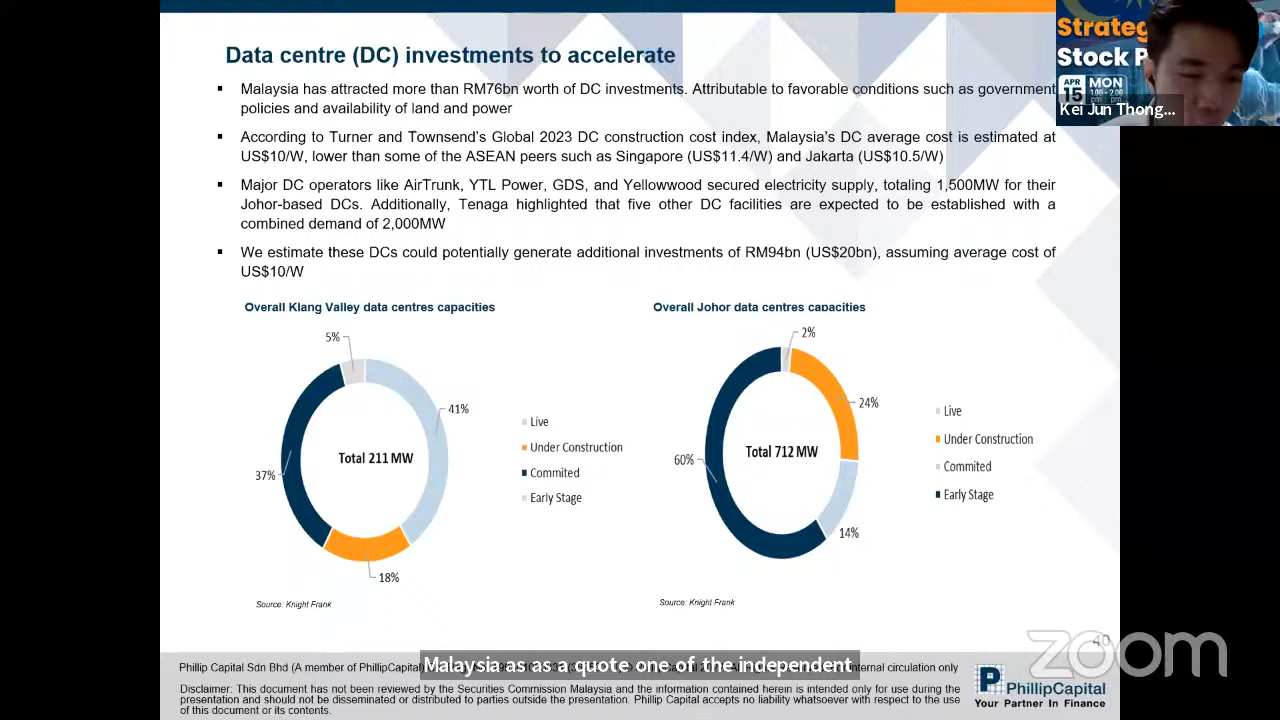 Data centre (DC) investments to accelerate
Malaysia has attracted more than RM76bn worth of DC investments. Attributable to favorable conditions such as government
policies and availability of land and power
According to Turner and Townsend's Global 2023 DC construction cost index, Malaysia's DC average cost is estimated at
US$10/W, lower than some of the ASEAN peers such as Singapore (US$11.4/W) and Jakarta (US$10.5/W)
Major DC operators like AirTrunk, YTL Power, GDS, and Yellowwood secured electricity supply, totaling 1,500MW for their
Johor-based DCs. Additionally, Tenaga highlighted that five other DC facilities are expected to be established with a
combined demand of 2,000MW
We estimate these DCs could potentially generate additional investments of RM94bn (US$20bn), assuming average cost of
US$10/W
Strateg
Stock P
APR
15
MON
1:00 - 2:00
pm pm
Kei Jun Thong...
Overall Klang Valley data centres capacities
5%
41%
37%
18%
Total 211 MW
Live
Under Construction
Commited
Early Stage
Source: Knight Frank
Overall Johor data centres capacities
2%
24%
60%
14%
Total 712 MW
Live
Under Construction
Commited
Early Stage
Source: Knight Frank
40
zoom
Malaysia as as a quote one of the independent
Phillip Capital Sdn Bhd (A member of PhillipCapital) internal circulation only
Disclaimer: This document has not been reviewed by the Securities Commission Malaysia and the information contained herein is intended only for use during the
presentation and should not be disseminated or distributed to parties outside the presentation. Phillip Capital accepts no liability whatsoever with respect to the use
of this document or its contents.
PhillipCapital
Your Partner In Finance